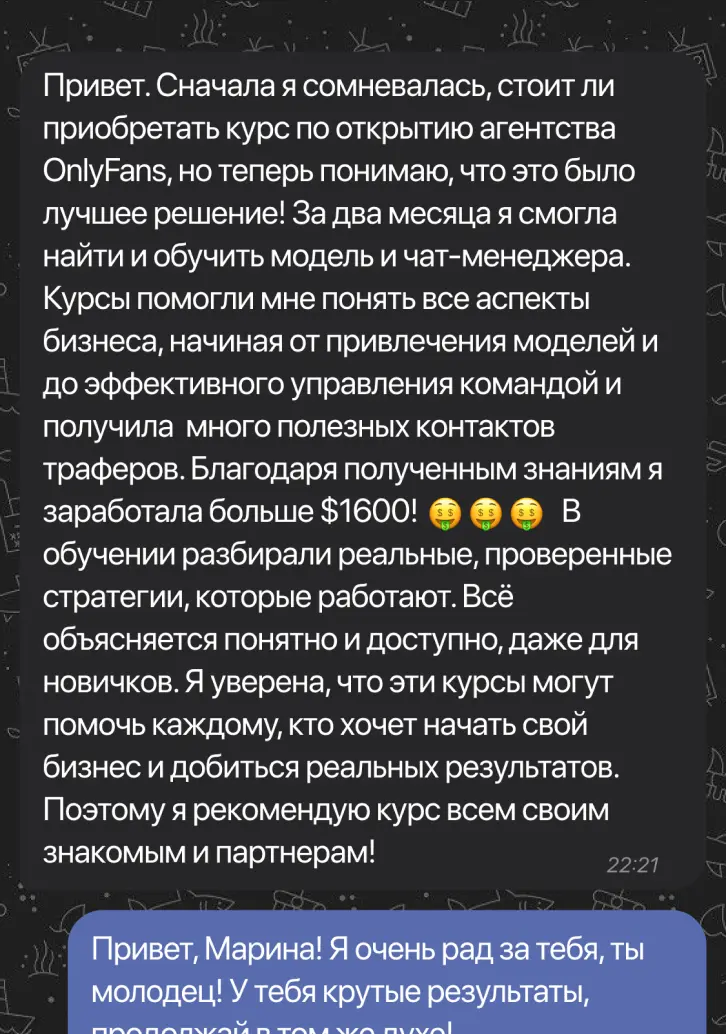 Привет. Сначала я сомневалась, стоит ли
приобретать курс по открытию агентства
OnlyFans, но теперь понимаю, что это было
лучшее решение! За два месяца я смогла
найти и обучить модель и чат-менеджера.
Курсы помогли мне понять все аспекты
бизнеса, начиная от привлечения моделей и
до эффективного управления командой и
получила много полезных контактов
траферов. Благодаря полученным знаниям я
заработала больше $1600! 🤑 🤑 🤑 В
обучении разбирали реальные, проверенные
стратегии, которые работают. Всё
объясняется понятно и доступно, даже для
новичков. Я уверена, что эти курсы могут
помочь каждому, кто хочет начать свой
бизнес и добиться реальных результатов.
Поэтому я рекомендую курс всем своим
знакомым и партнерам!
22:21
Привет, Марина! Я очень рад за тебя, ты
молодец! У тебя крутые результаты,
продолжай в том же духе!